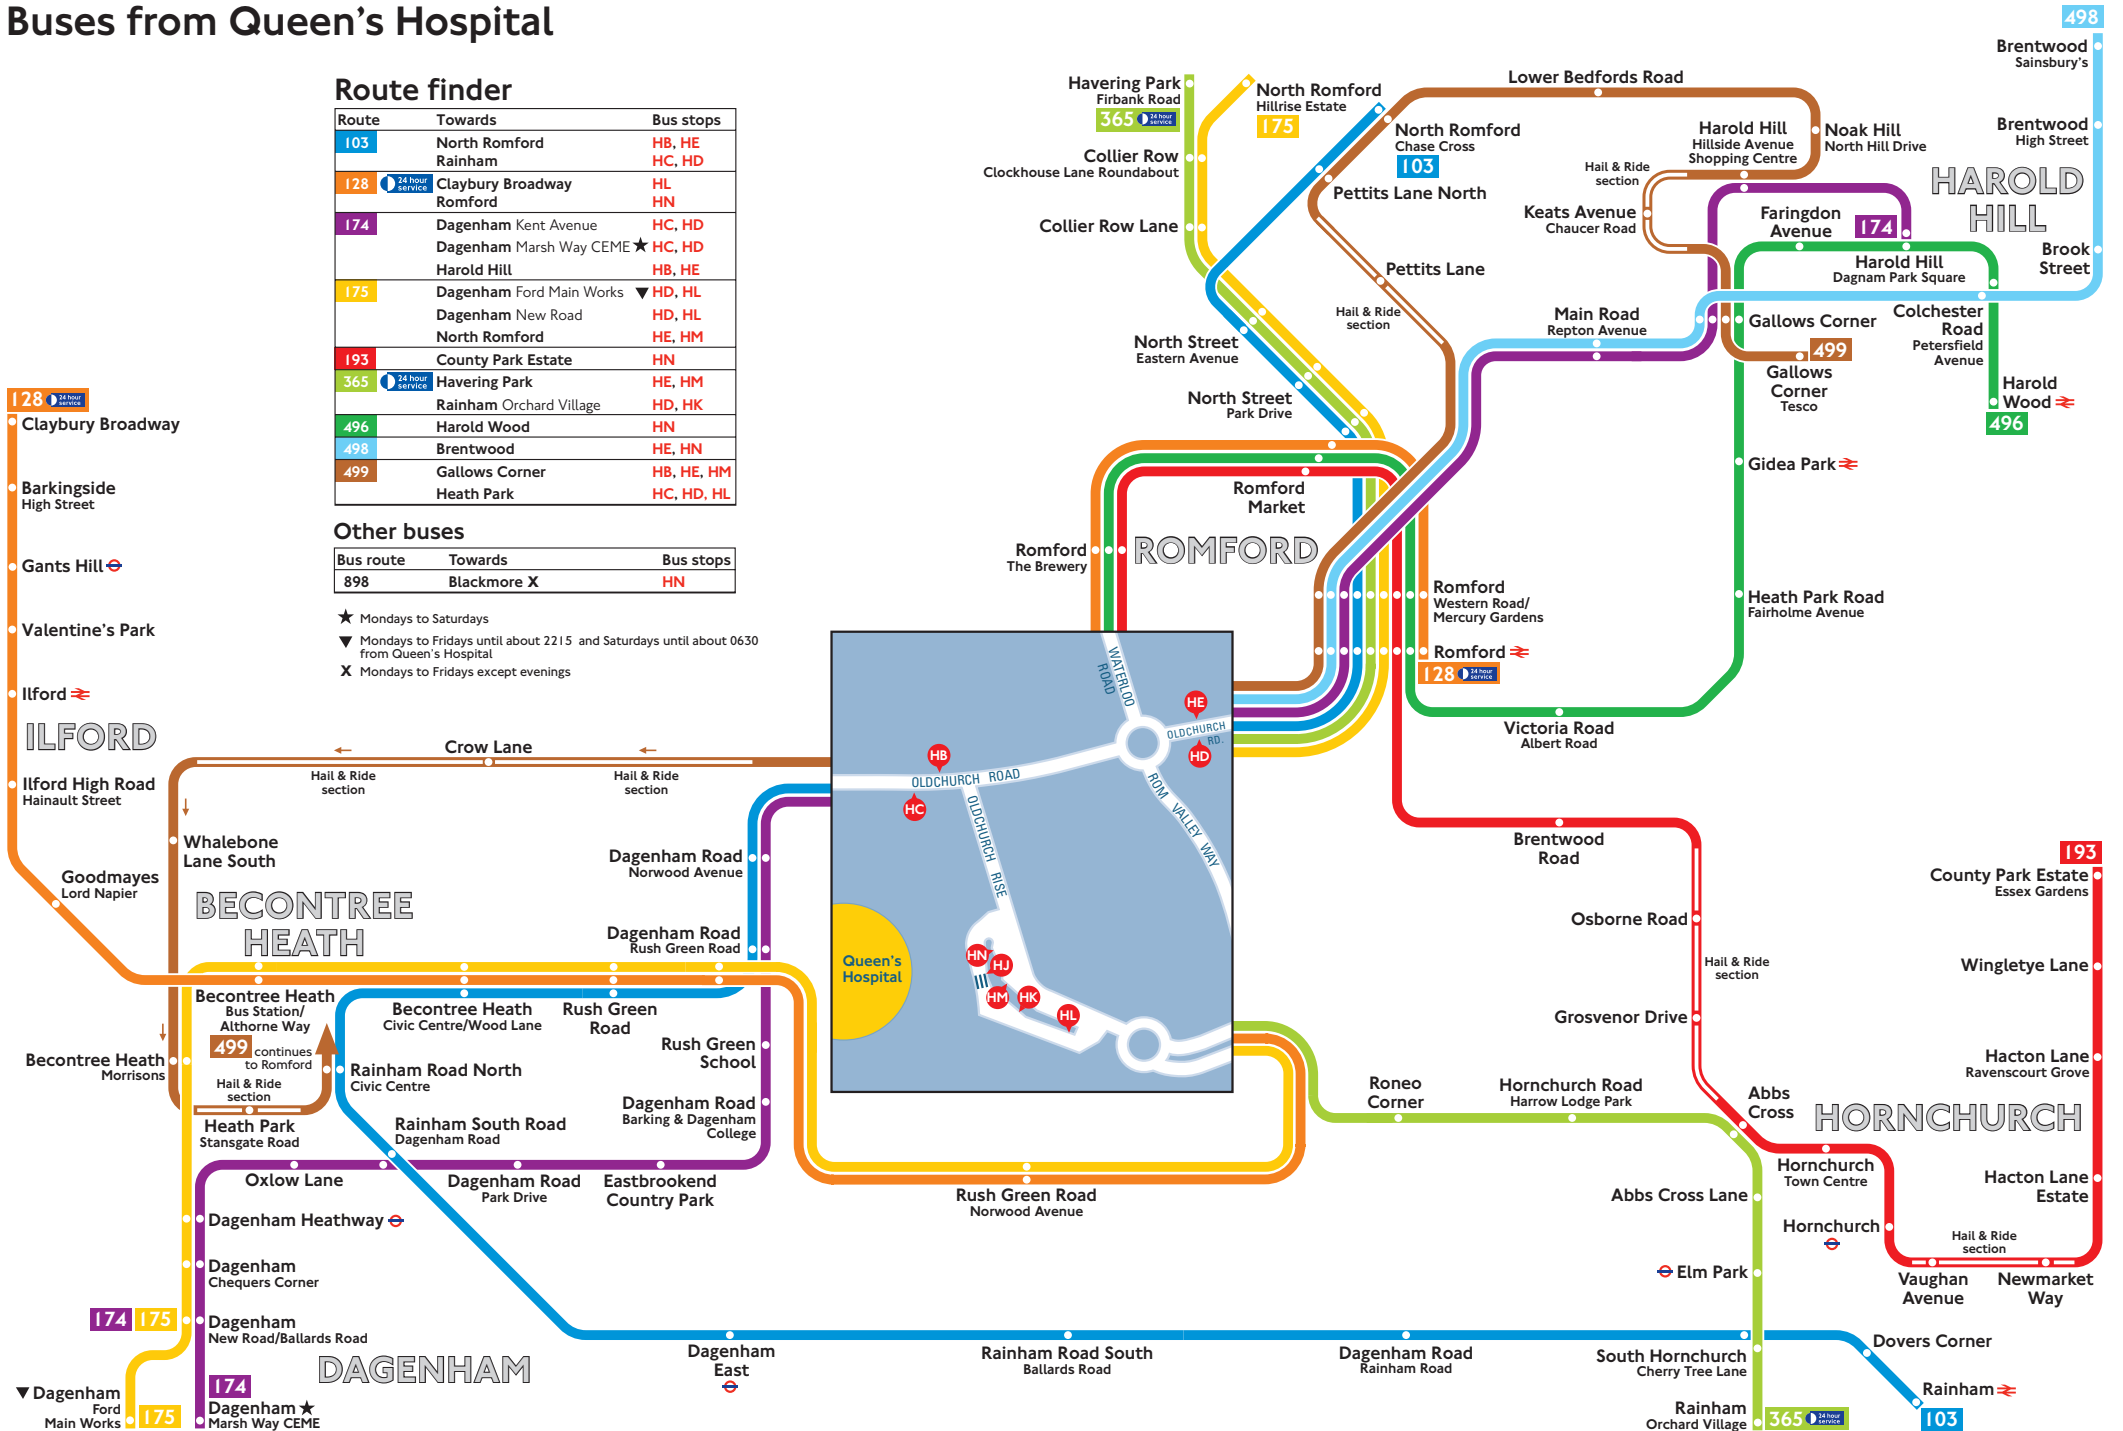 Buses from Queen's Hospital
Route finder
Route Towards Bus stops
103 North Romford HB, HE
Rainham HC, HD
128 24 hour service Claybury Broadway HL
Romford HN
174 Dagenham Kent Avenue HC, HD
Dagenham Marsh Way CEME ★ HC, HD
Harold Hill HB, HE
175 Dagenham Ford Main Works ▼ HD, HL
Dagenham New Road HD, HL
North Romford HE, HM
193 County Park Estate HN
365 24 hour service Havering Park HE, HM
Rainham Orchard Village HD, HK
496 Harold Wood HN
498 Brentwood HE, HN
499 Gallows Corner HB, HE, HM
Heath Park HC, HD, HL
Other buses
Bus route Towards Bus stops
898 Blackmore X HN
★ Mondays to Saturdays
▼ Mondays to Fridays until about 2215 and Saturdays until about 0630
from Queen's Hospital
X Mondays to Fridays except evenings
128 24 hour service
Claybury Broadway
Barkingside
High Street
Gants Hill
Valentine's Park
Ilford
ILFORD
Ilford High Road
Hainault Street
Goodmayes
Lord Napier
Crow Lane
Hail & Ride
section
Hail & Ride
section
Whalebone
Lane South
BECONTREE
HEATH
Dagenham Road
Norwood Avenue
Dagenham Road
Rush Green Road
Becontree Heath
Bus Station/
Althorne Way
Becontree Heath
Civic Centre/Wood Lane
Rush Green
Road
499 continues
to Romford
Hail & Ride
section
Becontree Heath
Morrisons
Heath Park
Stansgate Road
Rainham Road North
Civic Centre
Rainham South Road
Dagenham Road
Rush Green
School
Dagenham Road
Barking & Dagenham
College
Oxlow Lane
Dagenham Road
Park Drive
Eastbrookend
Country Park
Dagenham Heathway
Dagenham
Chequers Corner
174 175
Dagenham
New Road/Ballards Road
DAGENHAM
▼ Dagenham
Ford
Main Works
175
174
Dagenham ★
Marsh Way CEME
Dagenham
East
Rainham Road South
Ballards Road
Dagenham Road
Rainham Road
South Hornchurch
Cherry Tree Lane
Dovers Corner
Rainham
103
Rainham
Orchard Village
365 24 hour service
Rush Green Road
Norwood Avenue
WATERLOO
ROAD
HE
OLDCHURCH
RD.
HD
HB
OLDCHURCH ROAD
HC
OLDCHURCH RISE
ROM VALLEY WAY
Queen's
Hospital
HN
HJ
HM
HK
HL
Havering Park
Firbank Road
365 24 hour service
North Romford
Hillrise Estate
175
Collier Row
Clockhouse Lane Roundabout
Collier Row Lane
North Romford
Chase Cross
103
Pettits Lane North
Pettits Lane
Hail & Ride
section
North Street
Eastern Avenue
North Street
Park Drive
Romford
Market
Romford
The Brewery
ROMFORD
Romford
Western Road/
Mercury Gardens
Romford
128 24 hour service
Lower Bedfords Road
Harold Hill
Hillside Avenue
Shopping Centre
Noak Hill
North Hill Drive
Hail & Ride
section
Keats Avenue
Chaucer Road
Faringdon
Avenue
174
Harold Hill
Dagnam Park Square
HAROLD
HILL
498
Brentwood
Sainsbury's
Brentwood
High Street
Brook
Street
Main Road
Repton Avenue
Gallows Corner
499
Gallows
Corner
Tesco
Colchester
Road
Petersfield
Avenue
Harold
Wood
496
Gidea Park
Heath Park Road
Fairholme Avenue
Victoria Road
Albert Road
Brentwood
Road
Osborne Road
Hail & Ride
section
Grosvenor Drive
Roneo
Corner
Hornchurch Road
Harrow Lodge Park
Abbs
Cross
HORNCHURCH
Hornchurch
Town Centre
Abbs Cross Lane
Hornchurch
Elm Park
Hail & Ride
section
Vaughan
Avenue
Newmarket
Way
193
County Park Estate
Essex Gardens
Wingletye Lane
Hacton Lane
Ravenscourt Grove
Hacton Lane
Estate